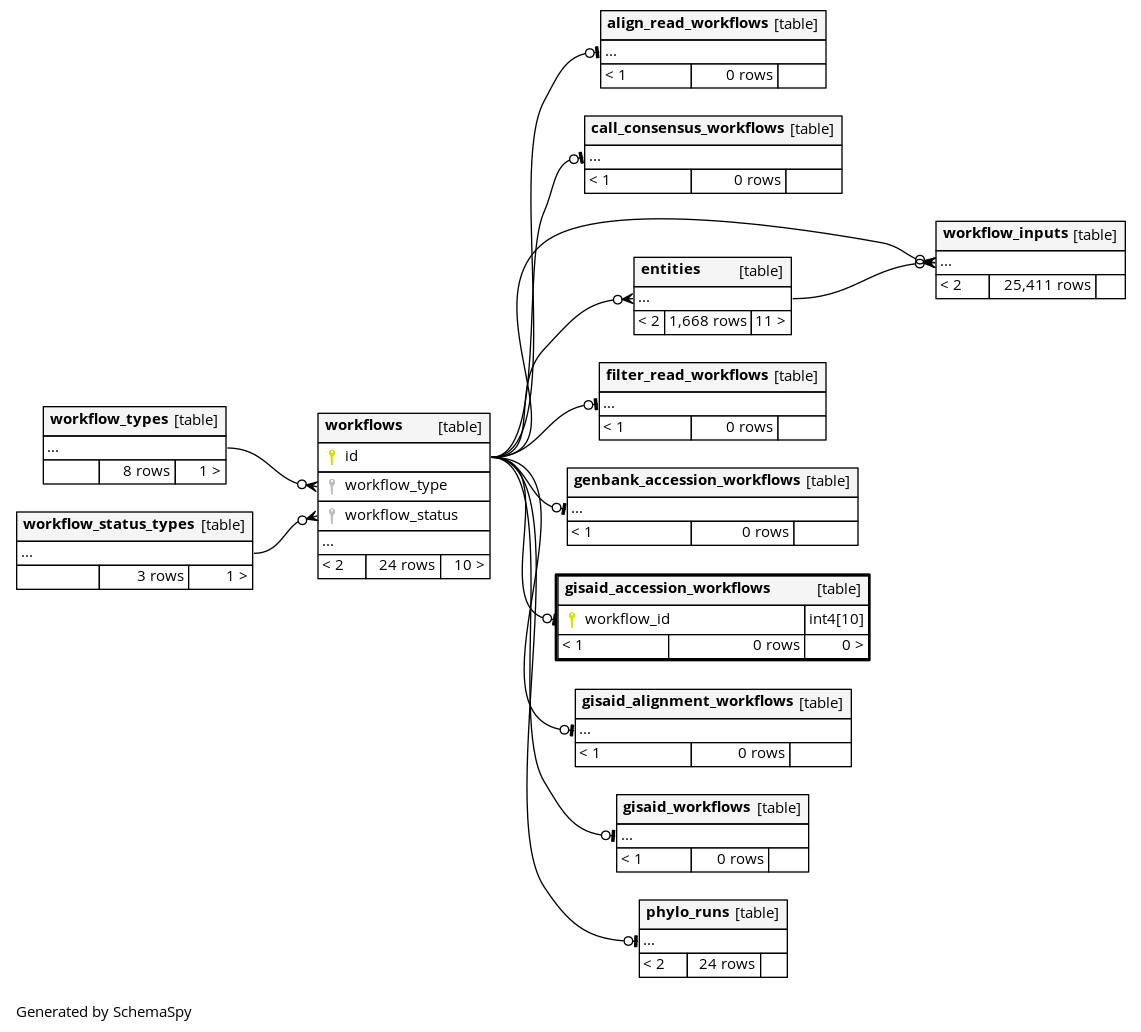 align_read_workflows [table]
...
< 1 0 rows
call_consensus_workflows [table]
...
< 1 0 rows
workflow_inputs [table]
...
< 2 25,411 rows
entities [table]
...
< 2 1,668 rows 11 >
filter_read_workflows [table]
...
< 1 0 rows
workflow_types [table]
...
8 rows 1 >
workflows [table]
id
workflow_type
workflow_status
...
< 2 24 rows 10 >
workflow_status_types [table]
...
3 rows 1 >
genbank_accession_workflows [table]
...
< 1 0 rows
gisaid_accession_workflows [table]
workflow_id int4[10]
< 1 0 rows 0 >
gisaid_alignment_workflows [table]
...
< 1 0 rows
gisaid_workflows [table]
...
< 1 0 rows
phylo_runs [table]
...
< 2 24 rows
Generated by SchemaSpy